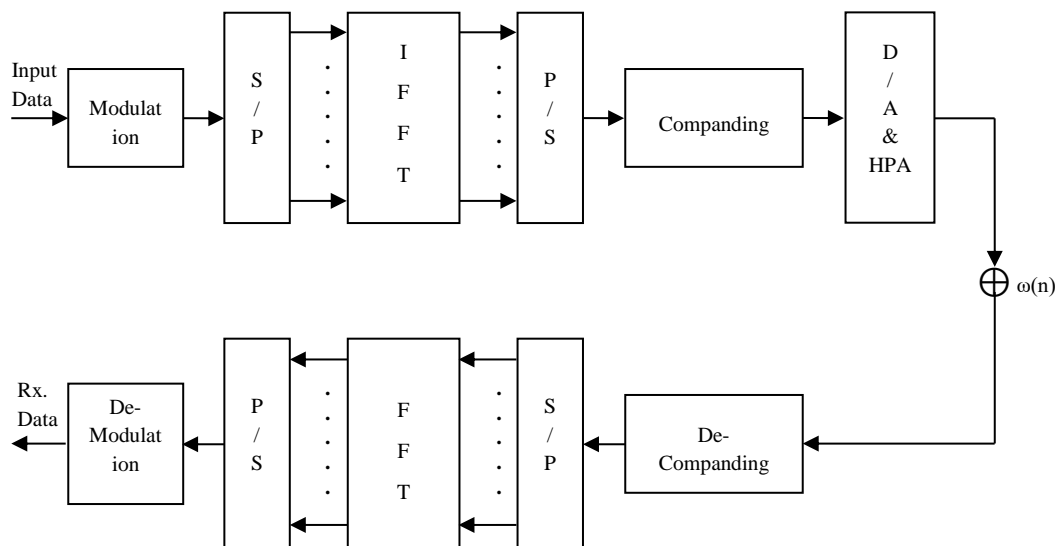 Input
Data
Modulat
ion
S
/
P
I
F
F
T
P
/
S
Companding
D
/
A
&
HPA
ω(n)
Rx.
Data
De-
Modulat
ion
P
/
S
F
F
T
S
/
P
De-
Companding